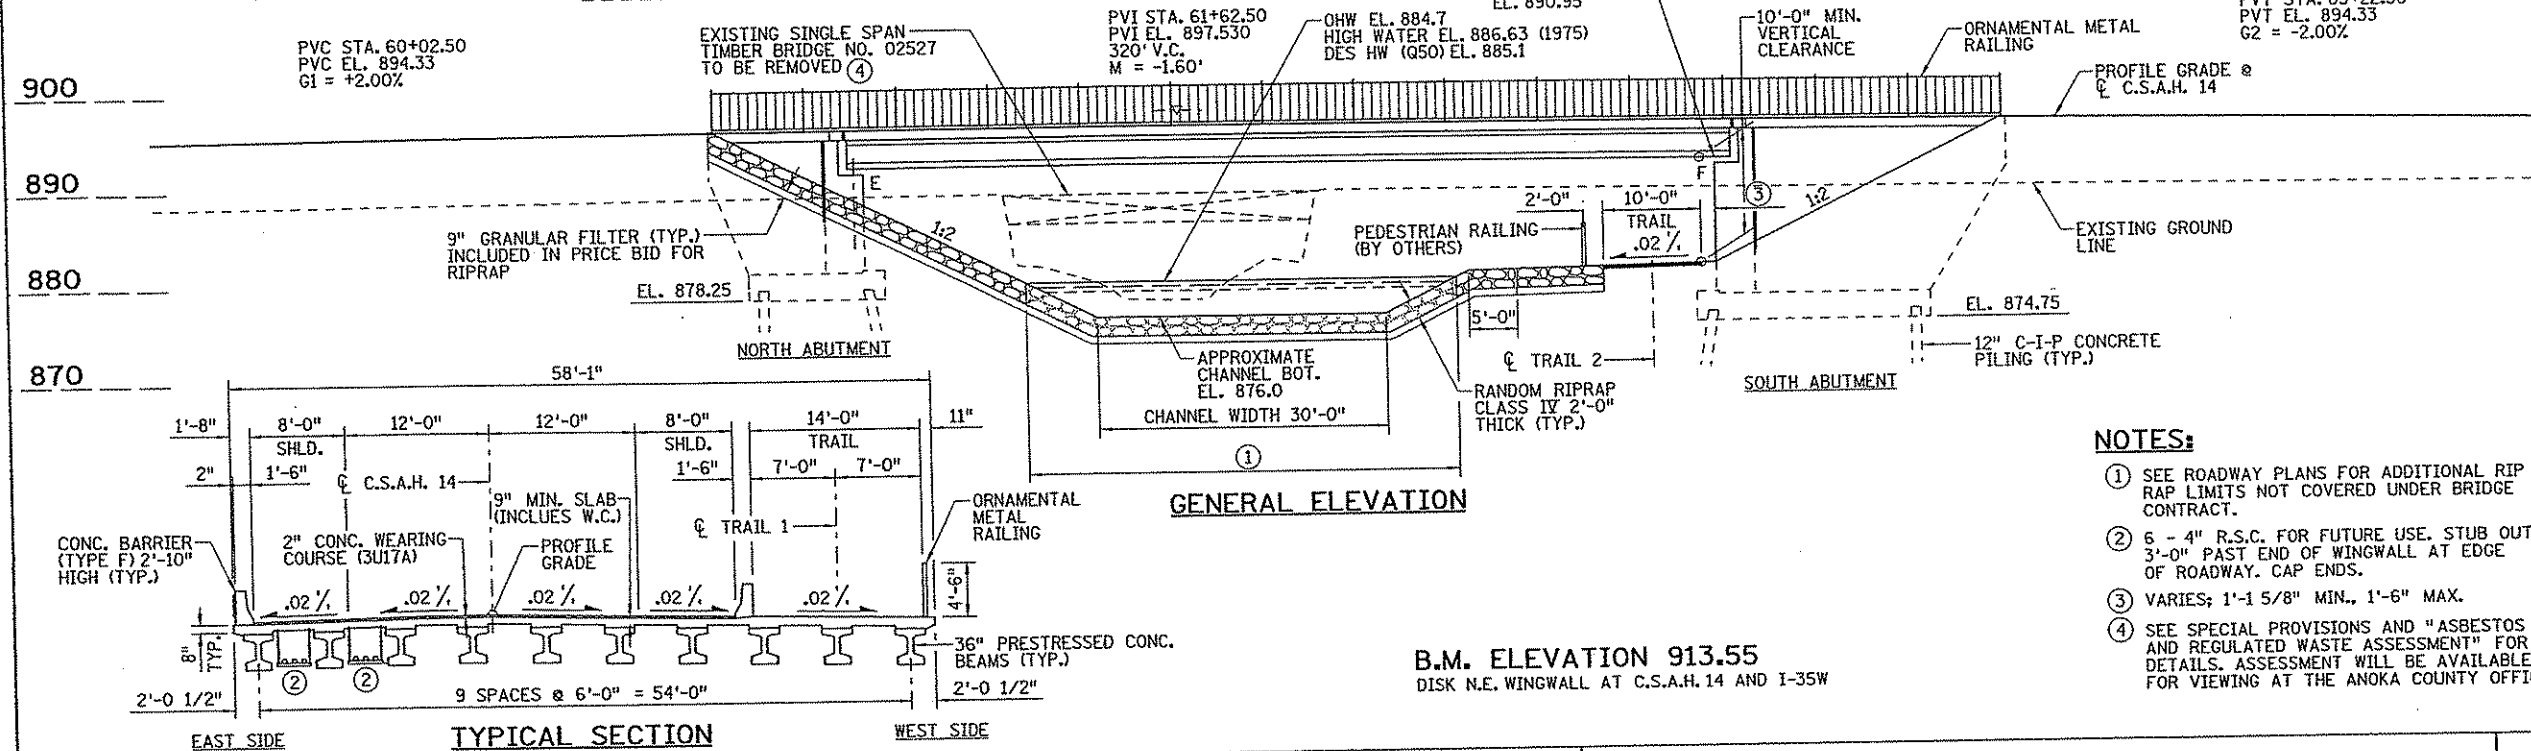 PVC STA. 60+02.50
PVC EL. 894.33
G1 = +2.00%
EXISTING SINGLE SPAN
TIMBER BRIDGE NO. 02527
TO BE REMOVED 4
PVI STA. 61+62.50
PVI EL. 897.530
320' V.C.
M = -1.60'
OHW EL. 884.7
HIGH WATER EL. 886.63 (1975)
DES HW (Q50) EL. 885.1
EL. 890.95
10'-0" MIN.
VERTICAL
CLEARANCE
ORNAMENTAL METAL
RAILING
PVT EL. 894.33
G2 = -2.00%
PROFILE GRADE @
℄ C.S.A.H. 14
900
890
880
870
E
F
3
1:2
1:2
2'-0"
10'-0"
TRAIL
.02 '/,
PEDESTRIAN RAILING
(BY OTHERS)
EXISTING GROUND
LINE
9" GRANULAR FILTER (TYP.)
INCLUDED IN PRICE BID FOR
RIPRAP
EL. 878.25
NORTH ABUTMENT
5'-0"
EL. 874.75
12" C-I-P CONCRETE
PILING (TYP.)
SOUTH ABUTMENT
℄ TRAIL 2
APPROXIMATE
CHANNEL BOT.
EL. 876.0
CHANNEL WIDTH 30'-0"
RANDOM RIPRAP
CLASS IV 2'-0"
THICK (TYP.)
1
GENERAL ELEVATION
58'-1"
1'-8"
8'-0"
SHLD.
12'-0"
12'-0"
8'-0"
SHLD.
14'-0"
TRAIL
11"
2"
1'-6"
℄ C.S.A.H. 14
1'-6"
7'-0"
7'-0"
9" MIN. SLAB
(INCLUES W.C.)
℄ TRAIL 1
ORNAMENTAL
METAL
RAILING
CONC. BARRIER
(TYPE F) 2'-10"
HIGH (TYP.)
2" CONC. WEARING
COURSE (3U17A)
PROFILE
GRADE
.02 '/,
.02 '/,
.02 '/,
.02 '/,
.02 '/,
4'-6"
8"
TYP.
36" PRESTRESSED CONC.
BEAMS (TYP.)
2
2
2'-0 1/2"
9 SPACES @ 6'-0" = 54'-0"
2'-0 1/2"
EAST SIDE
TYPICAL SECTION
WEST SIDE
B.M. ELEVATION 913.55
DISK N.E. WINGWALL AT C.S.A.H. 14 AND I-35W
NOTES:
1 SEE ROADWAY PLANS FOR ADDITIONAL RIP
RAP LIMITS NOT COVERED UNDER BRIDGE
CONTRACT.
2 6 - 4" R.S.C. FOR FUTURE USE. STUB OUT
3'-0" PAST END OF WINGWALL AT EDGE
OF ROADWAY. CAP ENDS.
3 VARIES; 1'-1 5/8" MIN., 1'-6" MAX.
4 SEE SPECIAL PROVISIONS AND "ASBESTOS
AND REGULATED WASTE ASSESSMENT" FOR
DETAILS. ASSESSMENT WILL BE AVAILABLE
FOR VIEWING AT THE ANOKA COUNTY OFFI